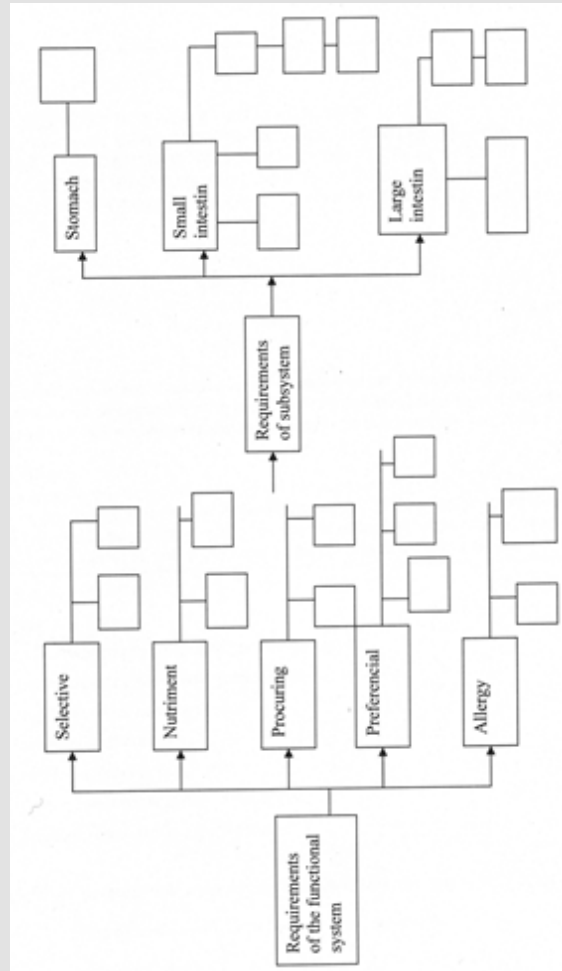 Requirements
of the functional
system
Selective
Nutriment
Procuring
Preferencial
Allergy
Requirements
of subsystem
Stomach
Small
intestin
Large
intestin